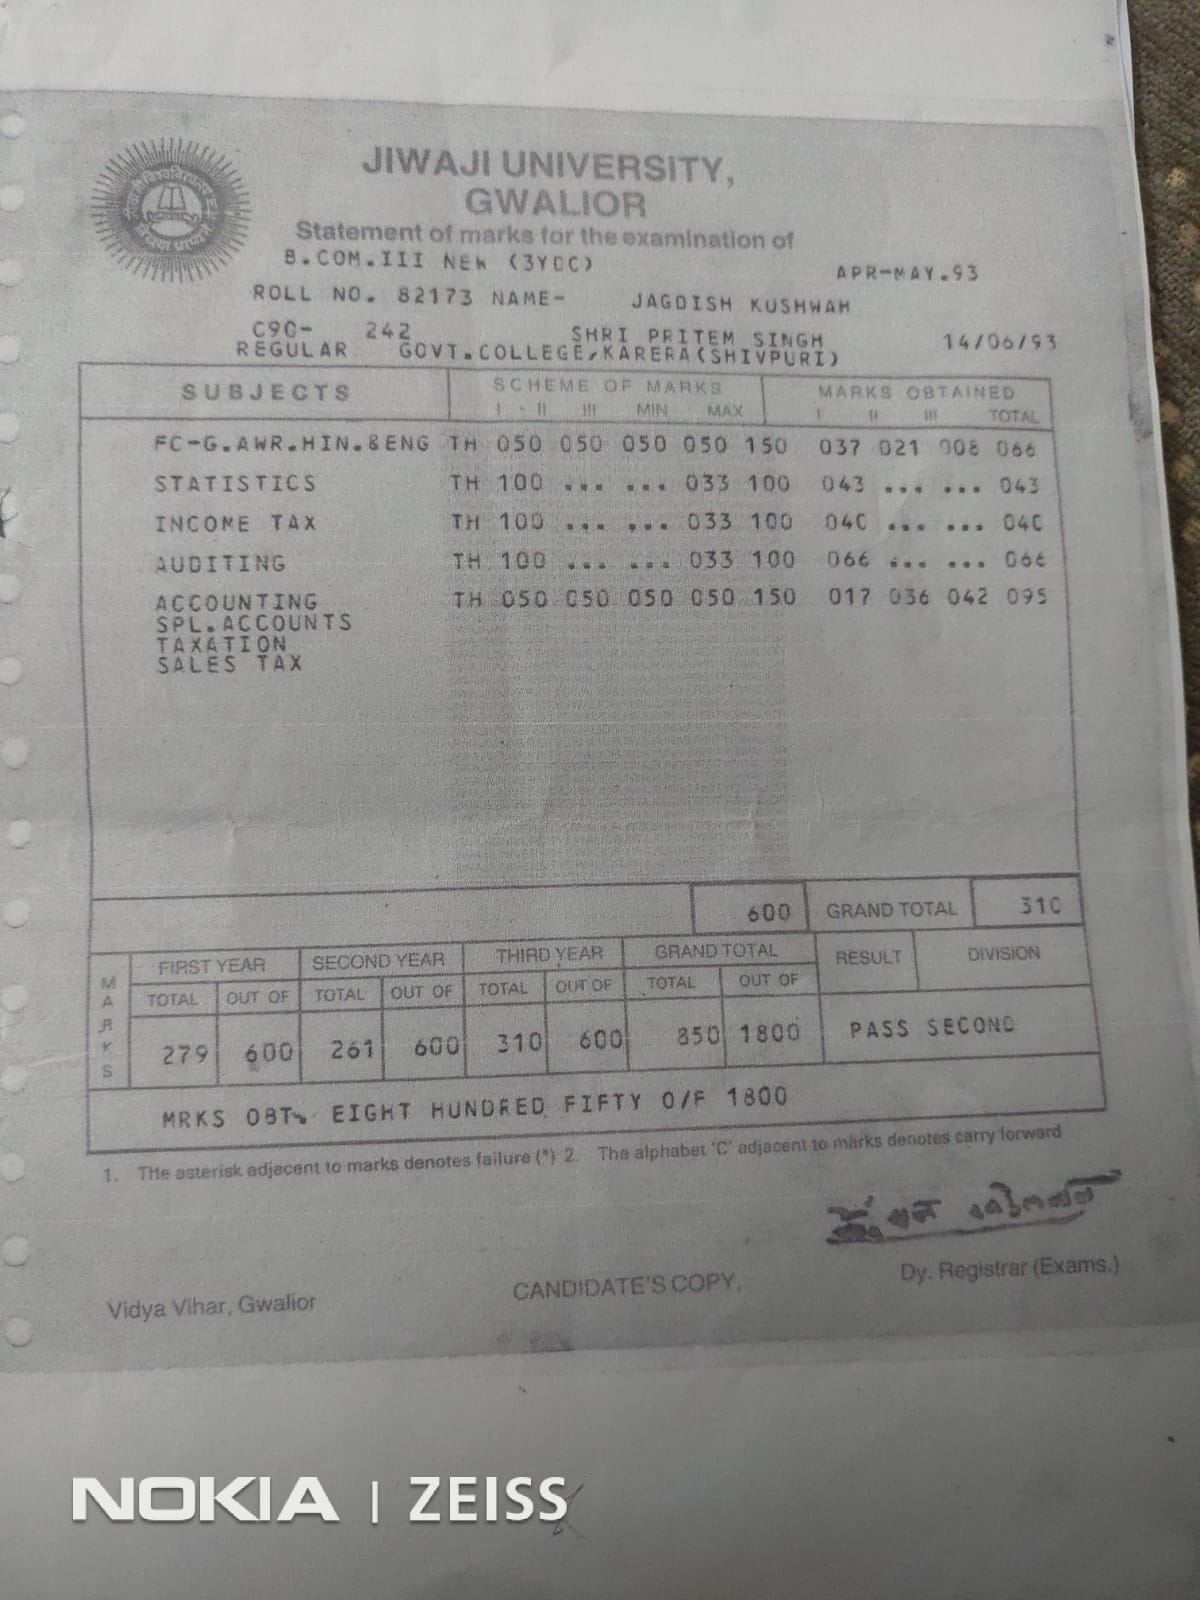 JIWAJI UNIVERSITY,
GWALIOR
Statement of marks for the examination of
B.COM.III NEW (3YDC)
APR-MAY.93
ROLL NO. 82173 NAME- JAGDISH KUSHWAH
C90- 242 SHRI PRITEM SINGH 14/06/93
REGULAR GOVT.COLLEGE,KARERA(SHIVPURI)
SUBJECTS SCHEME OF MARKS MARKS OBTAINED
I II III MIN MAX I II III TOTAL
FC-G.AWR.HIN.&ENG TH 050 050 050 050 150 037 021 008 066
STATISTICS TH 100 ... ... 033 100 043 ... ... 043
INCOME TAX TH 100 ... ... 033 100 040 ... ... 040
AUDITING TH 100 ... ... 033 100 066 ... ... 066
ACCOUNTING TH 050 050 050 050 150 017 036 042 095
SPL.ACCOUNTS
TAXATION
SALES TAX
600 GRAND TOTAL 310
MARKS FIRST YEAR SECOND YEAR THIRD YEAR GRAND TOTAL RESULT DIVISION
TOTAL OUT OF TOTAL OUT OF TOTAL OUT OF TOTAL OUT OF
279 600 261 600 310 600 850 1800 PASS SECOND
MRKS OBT. EIGHT HUNDRED FIFTY O/F 1800
1. The asterisk adjacent to marks denotes failure (*) 2. The alphabet 'C' adjacent to marks denotes carry forward
Dy. Registrar (Exams.)
CANDIDATE'S COPY.
Vidya Vihar, Gwalior
NOKIA | ZEISS